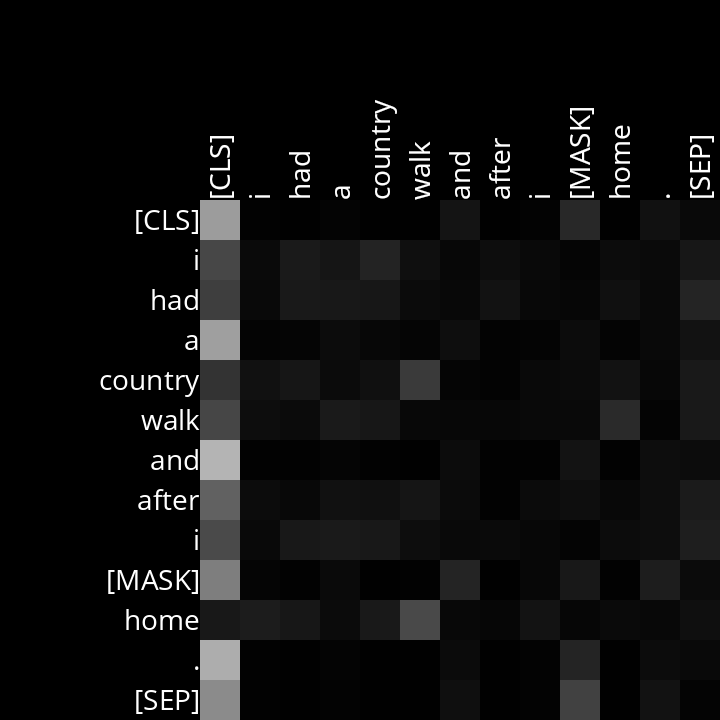 [CLS] i had a country walk and after i [MASK] home . [SEP]
[CLS]
i
had
a
country
walk
and
after
i
[MASK]
home
.
[SEP]